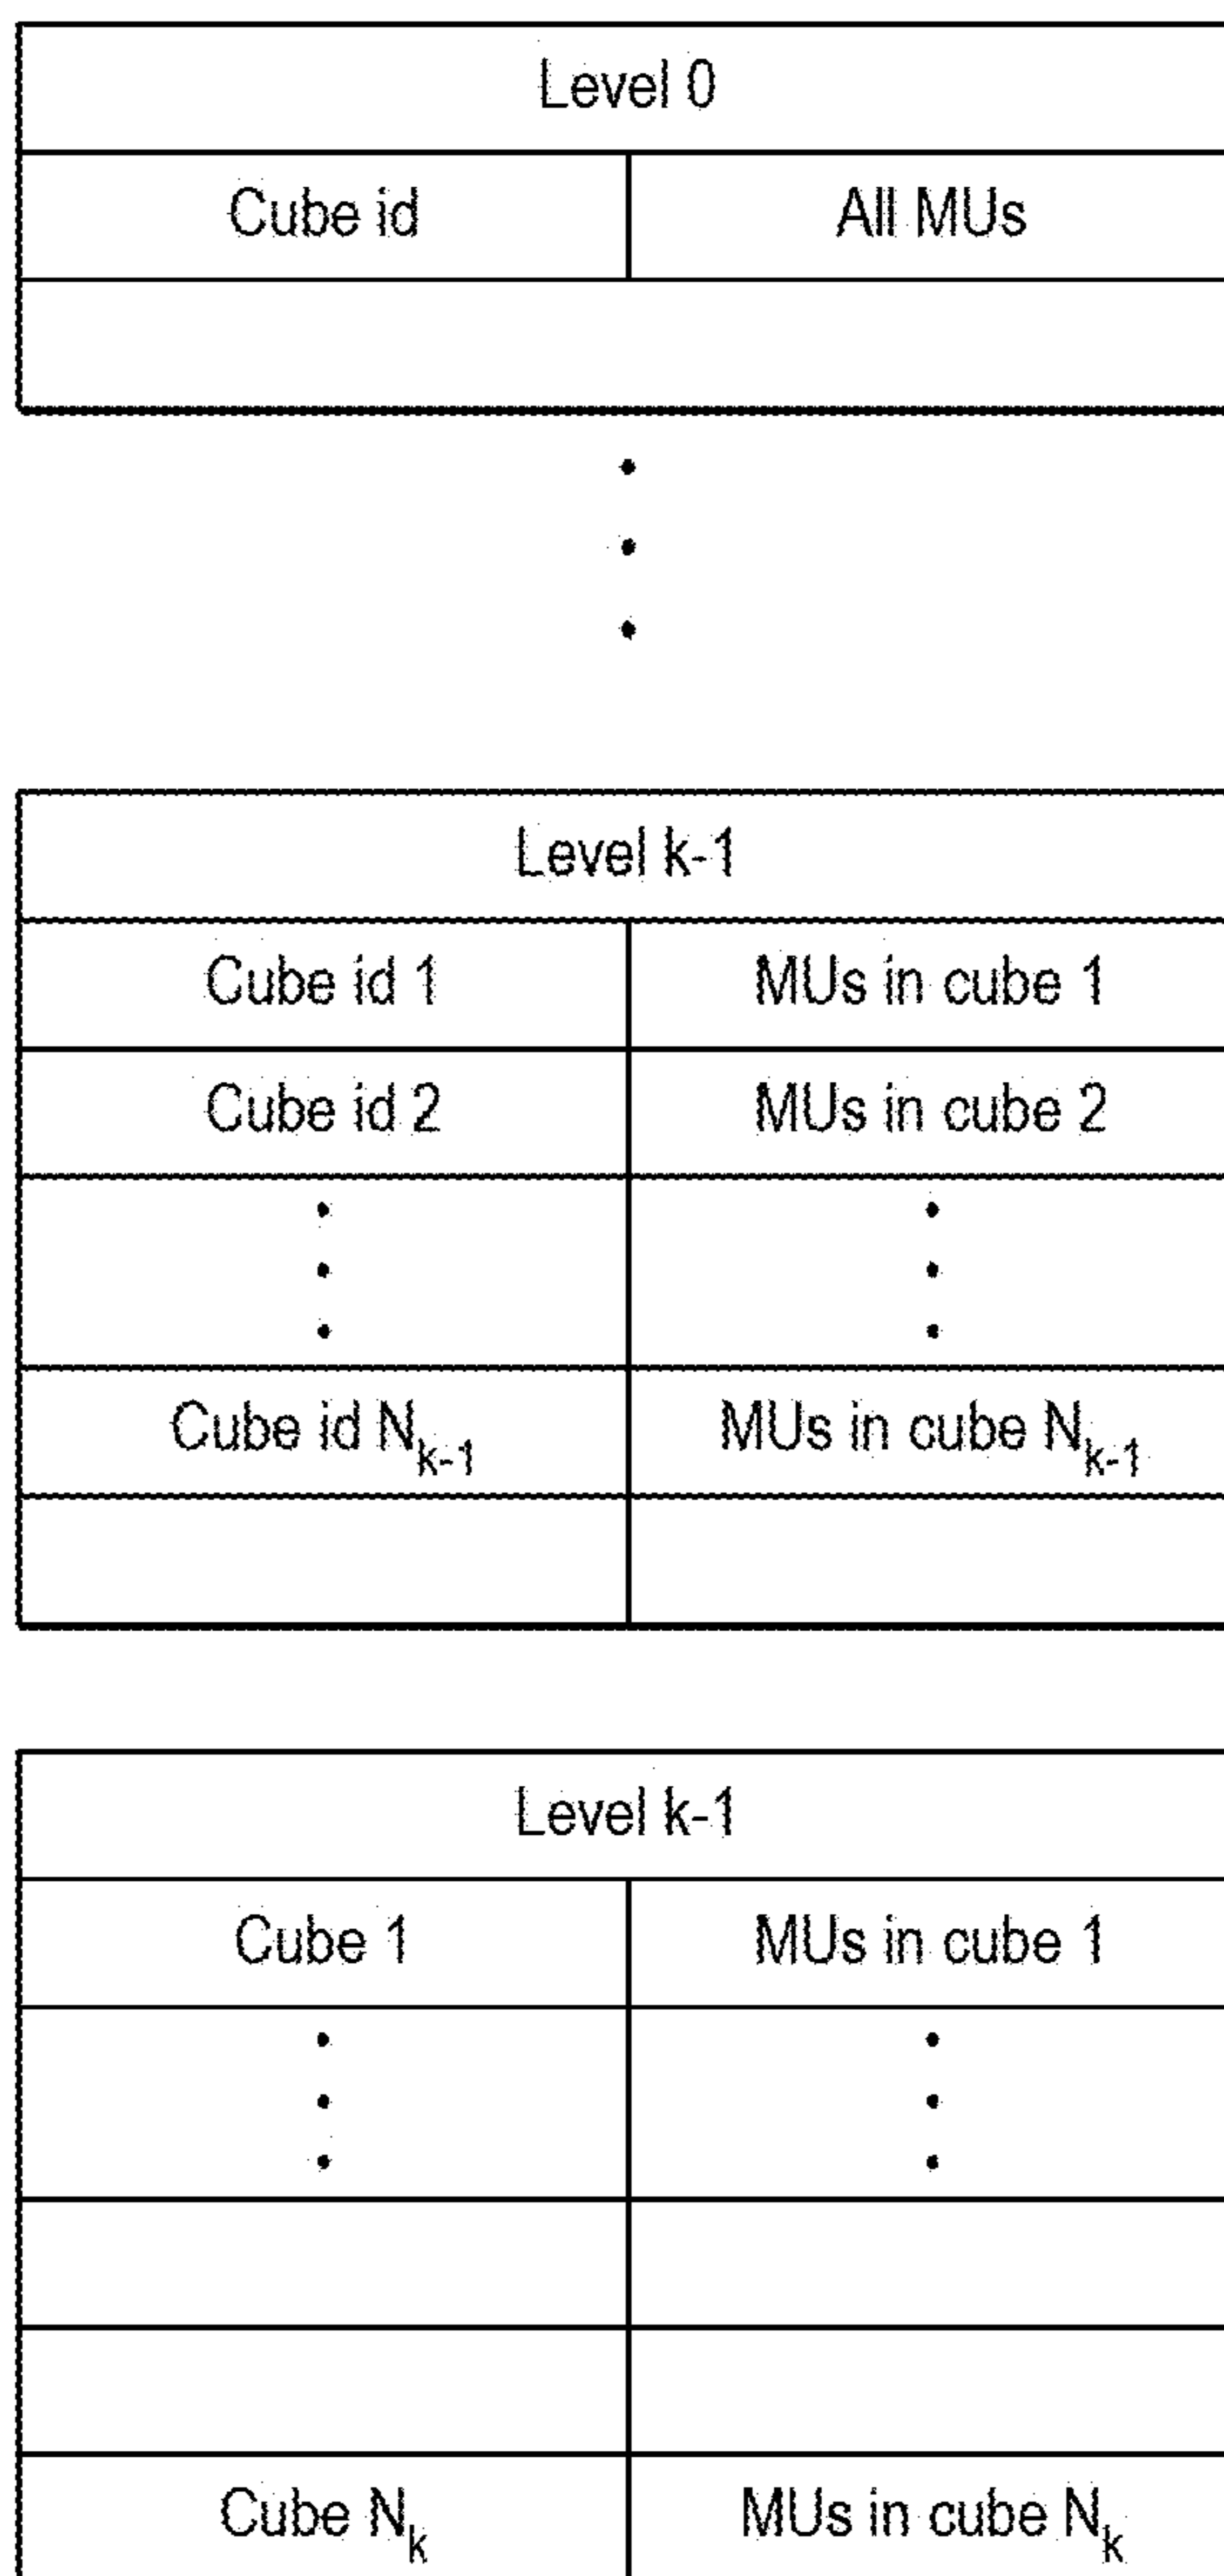 Level 0
Cube id All MUs
Level k-1
Cube id 1 MUs in cube 1
Cube id 2 MUs in cube 2
Cube id N_{k-1} MUs in cube N_{k-1}
Level k-1
Cube 1 MUs in cube 1
Cube N_k MUs in cube N_k